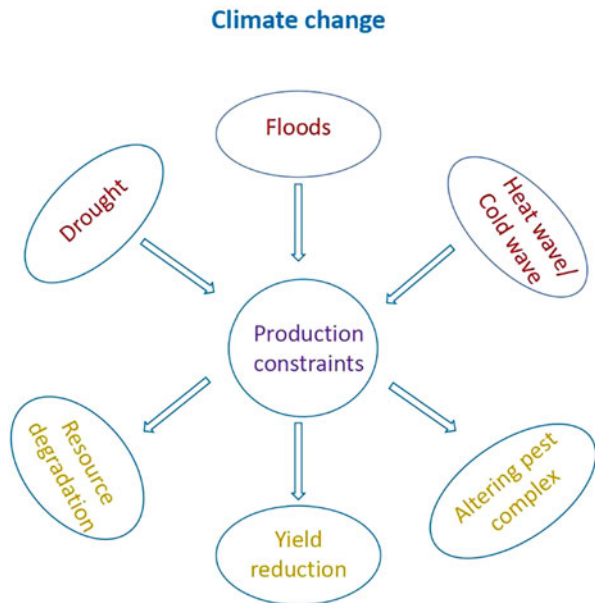 Climate change
Floods
Drought
Heat wave/
Cold wave
Production
constraints
Resource
degradation
Yield
reduction
Altering pest
complex